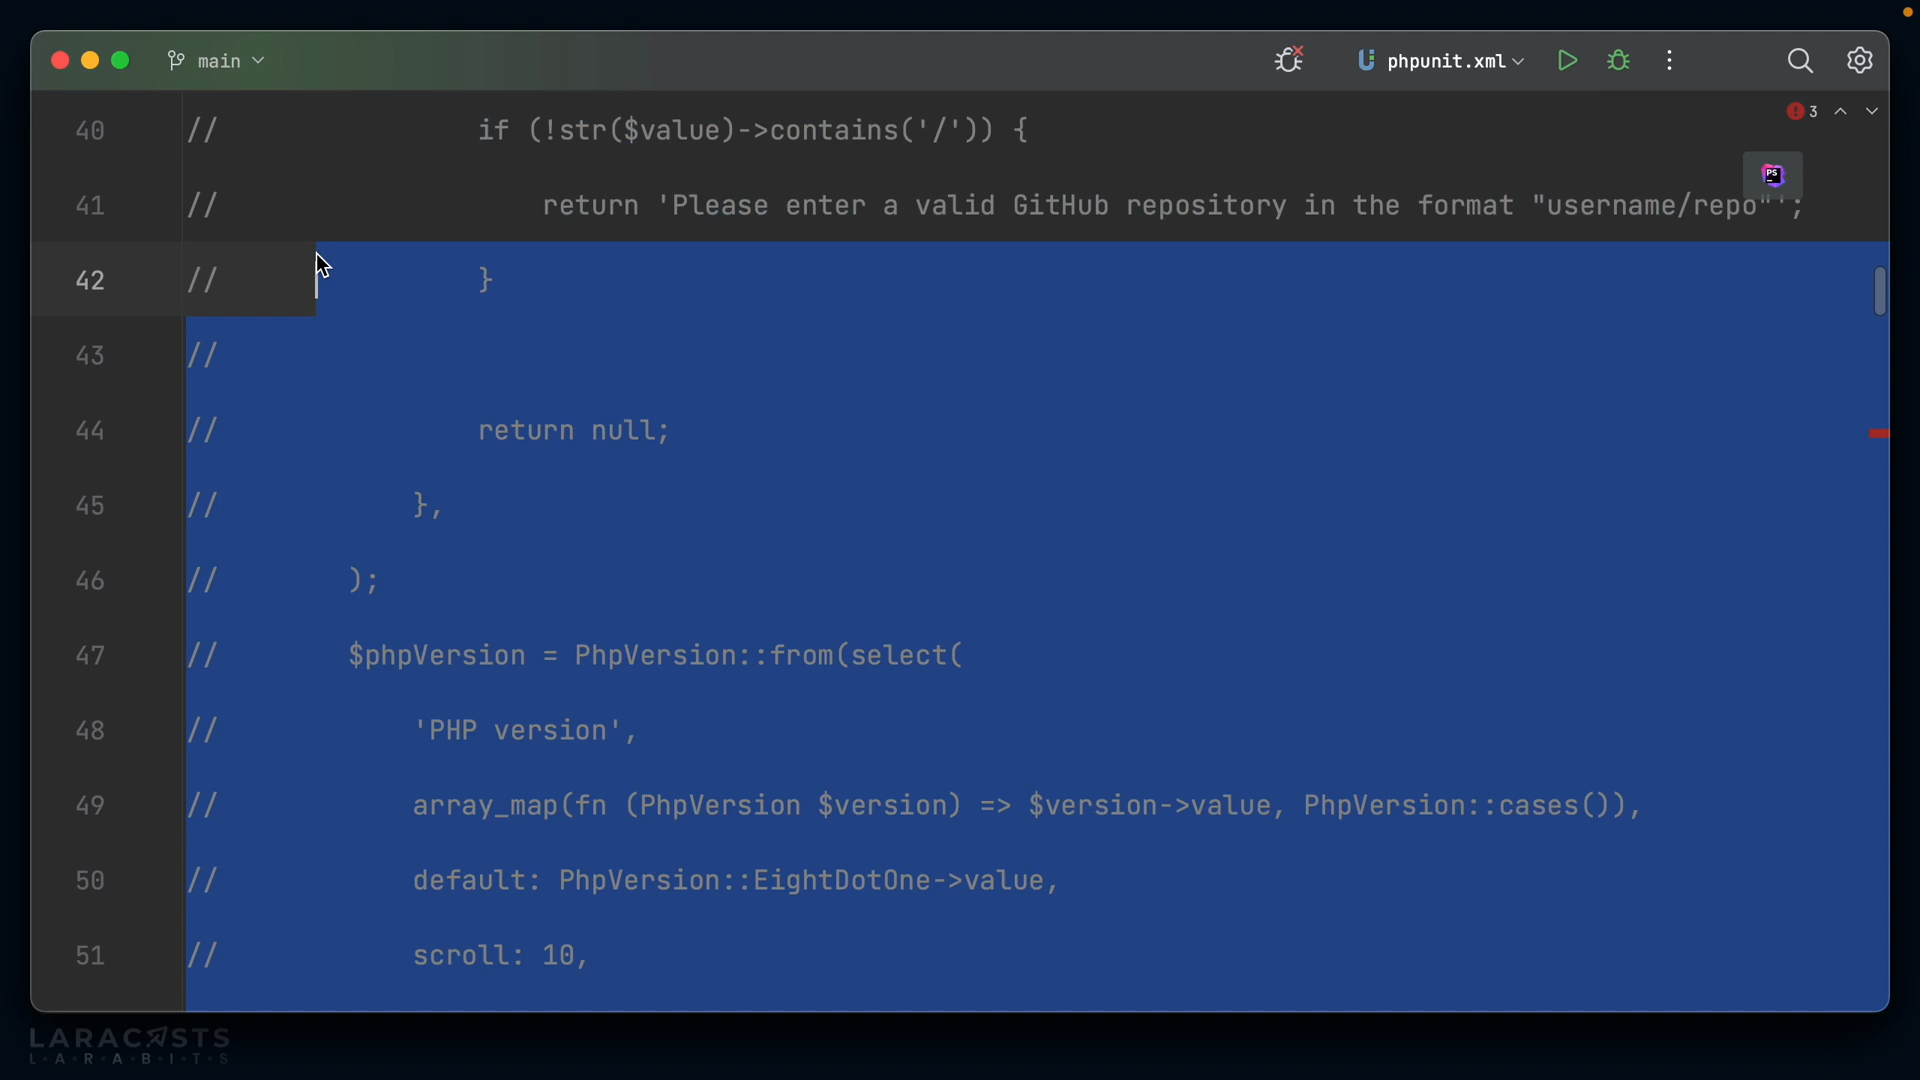 main
phpunit.xml
3
40 // if (!str($value)->contains('/')) {
PS
41 // return 'Please enter a valid GitHub repository in the format "username/repo"';
42 // }
43 //
44 // return null;
45 // },
46 // );
47 // $phpVersion = PhpVersion::from(select(
48 // 'PHP version',
49 // array_map(fn (PhpVersion $version) => $version->value, PhpVersion::cases()),
50 // default: PhpVersion::EightDotOne->value,
51 // scroll: 10,
LARACASTS
L·A·R·A·B·I·T·S